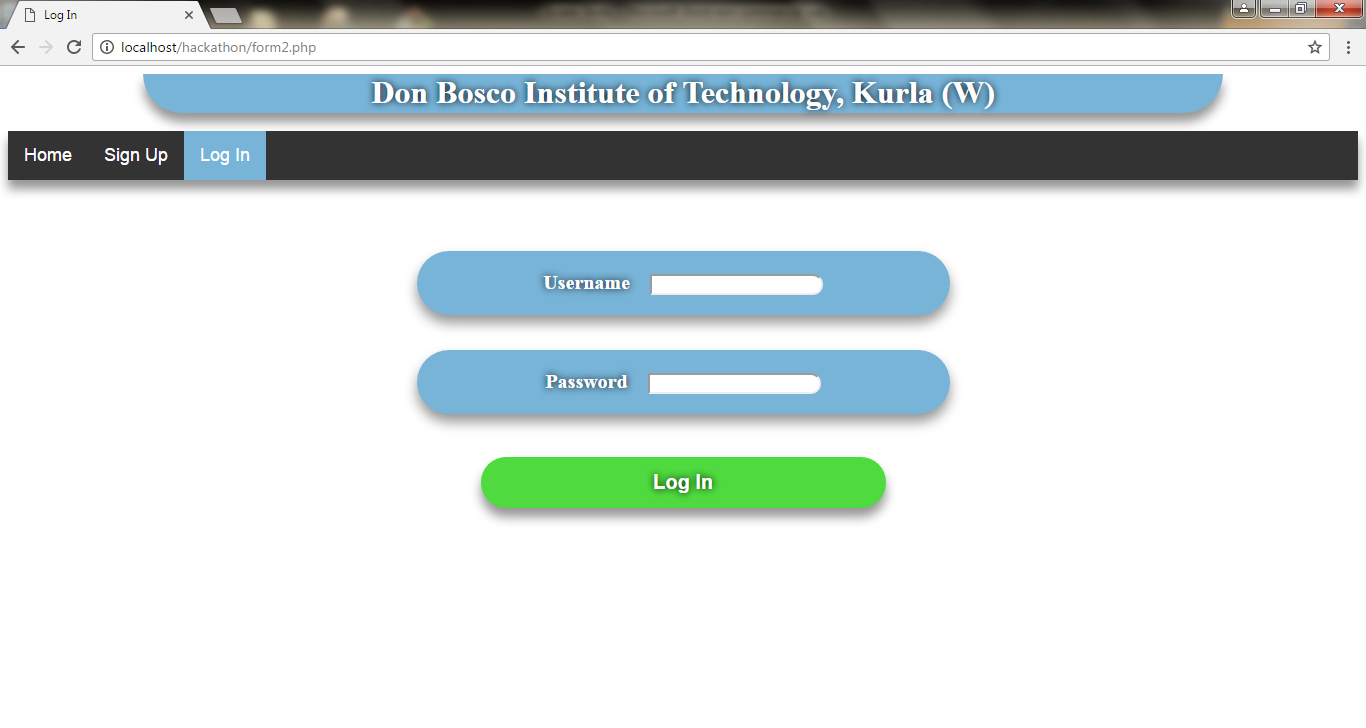 Log In
localhost/hackathon/form2.php
Don Bosco Institute of Technology, Kurla (W)
Home Sign Up Log In
Username
Password
Log In